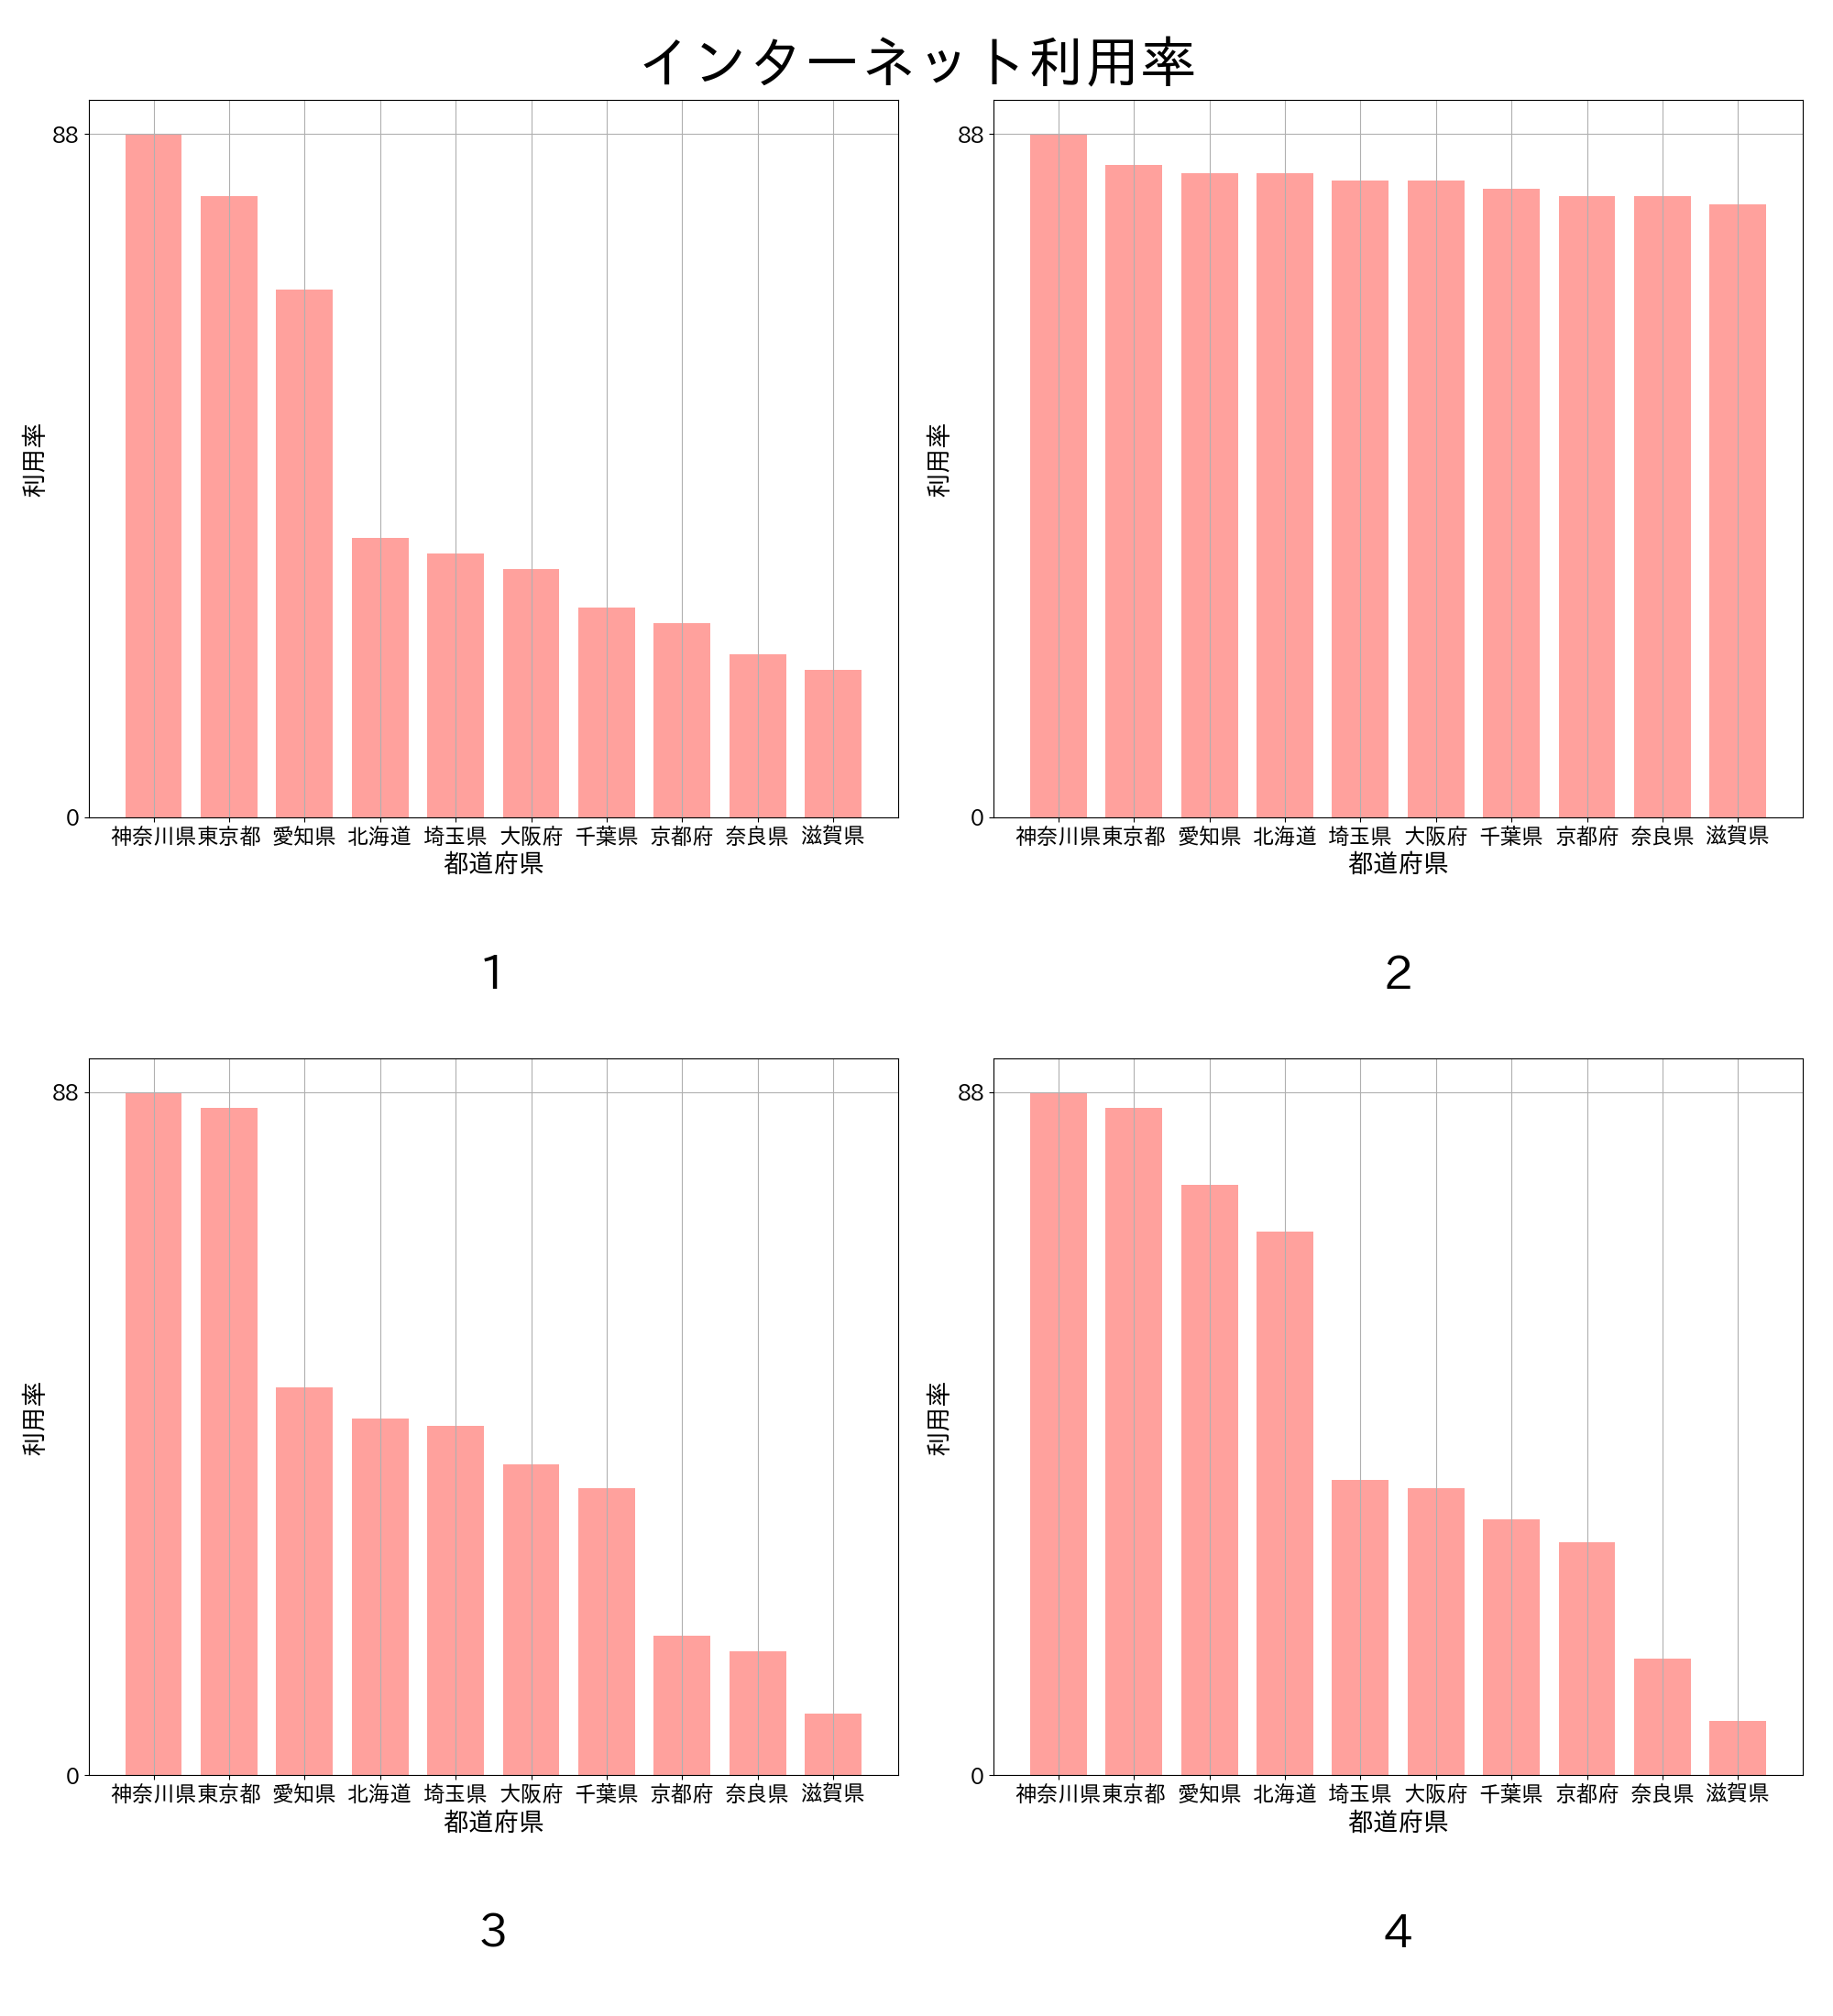 インターネット利用率
88
0
利用率
神奈川県 東京都 愛知県 北海道 埼玉県 大阪府 千葉県 京都府 奈良県 滋賀県
都道府県
1
88
0
利用率
神奈川県 東京都 愛知県 北海道 埼玉県 大阪府 千葉県 京都府 奈良県 滋賀県
都道府県
2
88
0
利用率
神奈川県 東京都 愛知県 北海道 埼玉県 大阪府 千葉県 京都府 奈良県 滋賀県
都道府県
3
88
0
利用率
神奈川県 東京都 愛知県 北海道 埼玉県 大阪府 千葉県 京都府 奈良県 滋賀県
都道府県
4